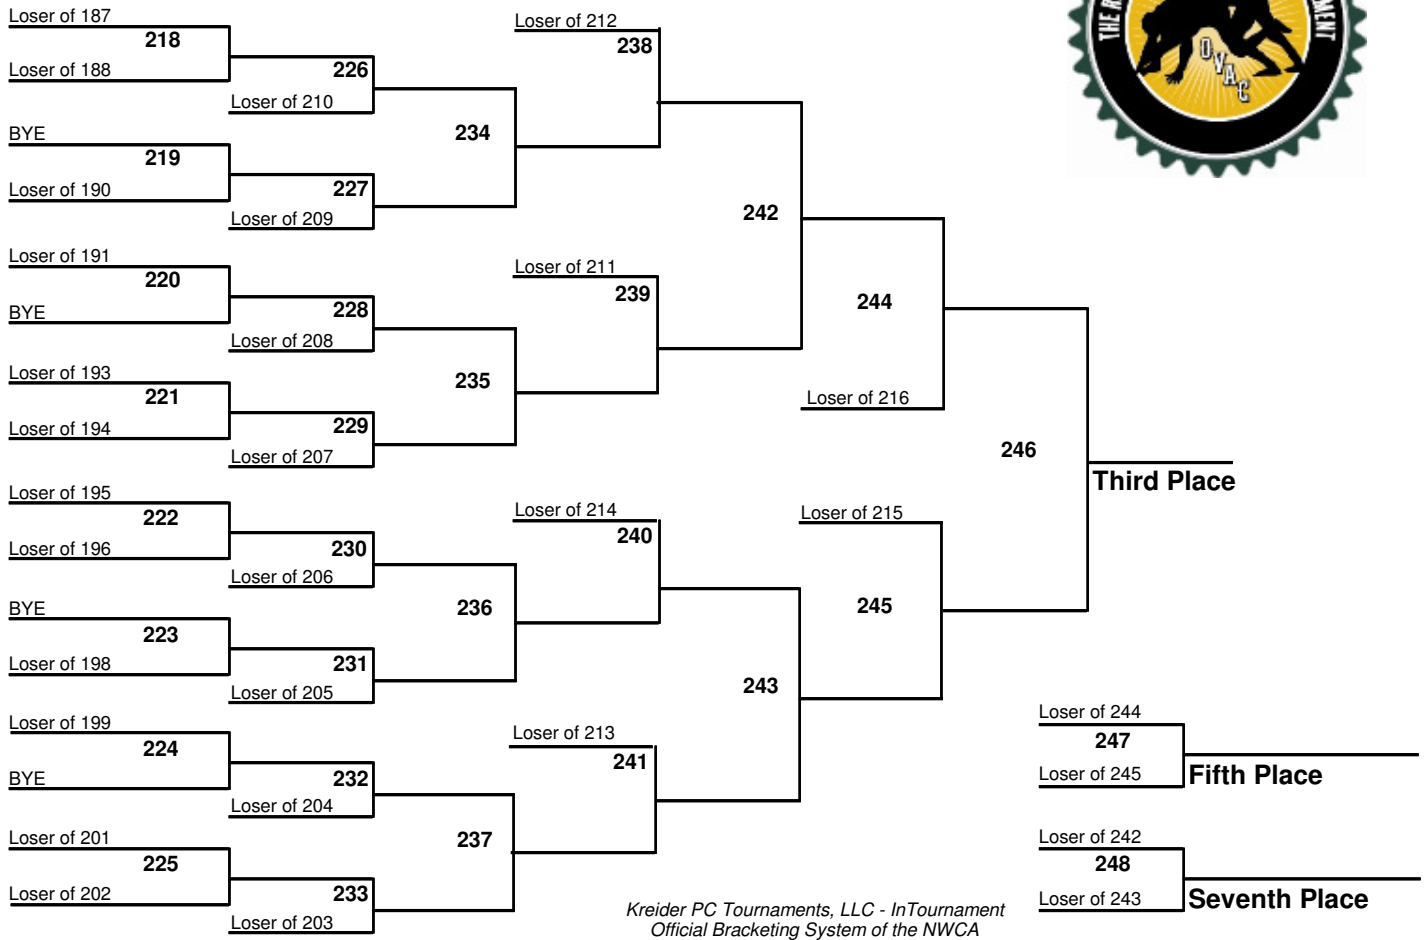 Loser of 187
218
Loser of 188
226
Loser of 210
234
BYE
219
Loser of 190
227
Loser of 209
Loser of 212
238
242
Loser of 191
220
BYE
228
Loser of 208
235
Loser of 193
221
Loser of 194
229
Loser of 207
Loser of 211
239
244
Loser of 216
246
Third Place
Loser of 195
222
Loser of 196
230
Loser of 206
236
BYE
223
Loser of 198
231
Loser of 205
Loser of 214
240
Loser of 215
245
243
Loser of 199
224
BYE
232
Loser of 204
237
Loser of 201
225
Loser of 202
233
Loser of 203
Loser of 213
241
Loser of 244
247
Loser of 245
Fifth Place
Loser of 242
248
Loser of 243
Seventh Place
Kreider PC Tournaments, LLC - InTournament
Official Bracketing System of the NWCA
THE
OVAC